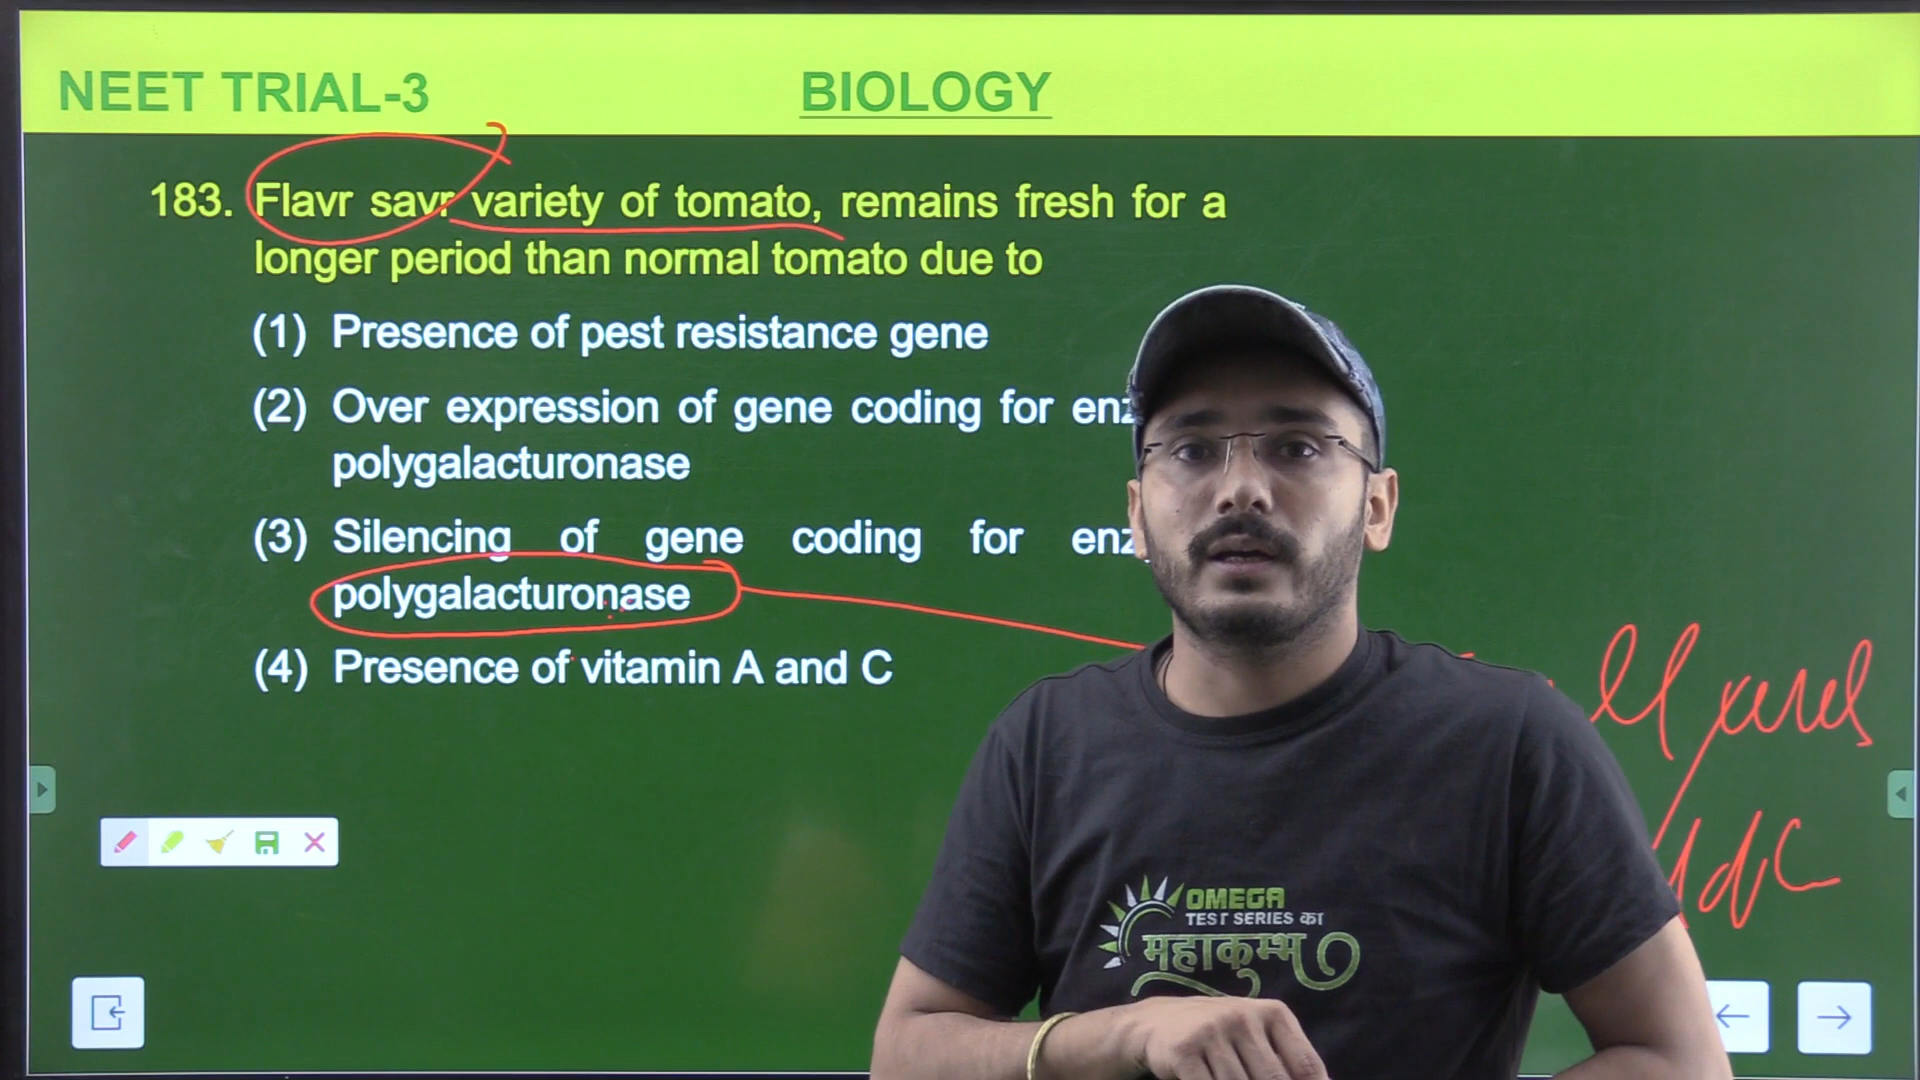 NEET TRIAL-3
BIOLOGY
183. Flavr savr variety of tomato, remains fresh for a
longer period than normal tomato due to
(1) Presence of pest resistance gene
(2) Over expression of gene coding for
polygalacturonase
(3) Silencing of gene coding for
polygalacturonase
(4) Presence of vitamin A and C
OMEGA
TEST SERIES का
महाकुम्भ